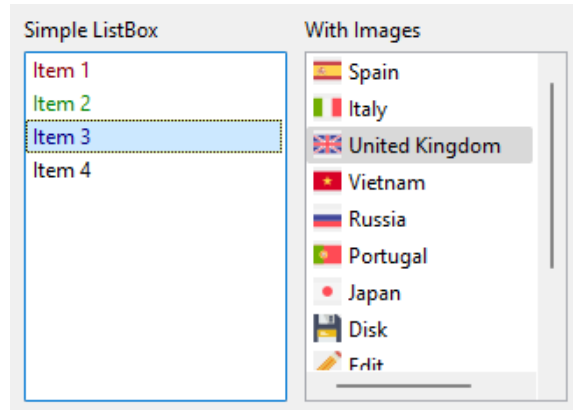 Simple ListBox
Item 1
Item 2
Item 3
Item 4
With Images
Spain
Italy
United Kingdom
Vietnam
Russia
Portugal
Japan
Disk
Edit